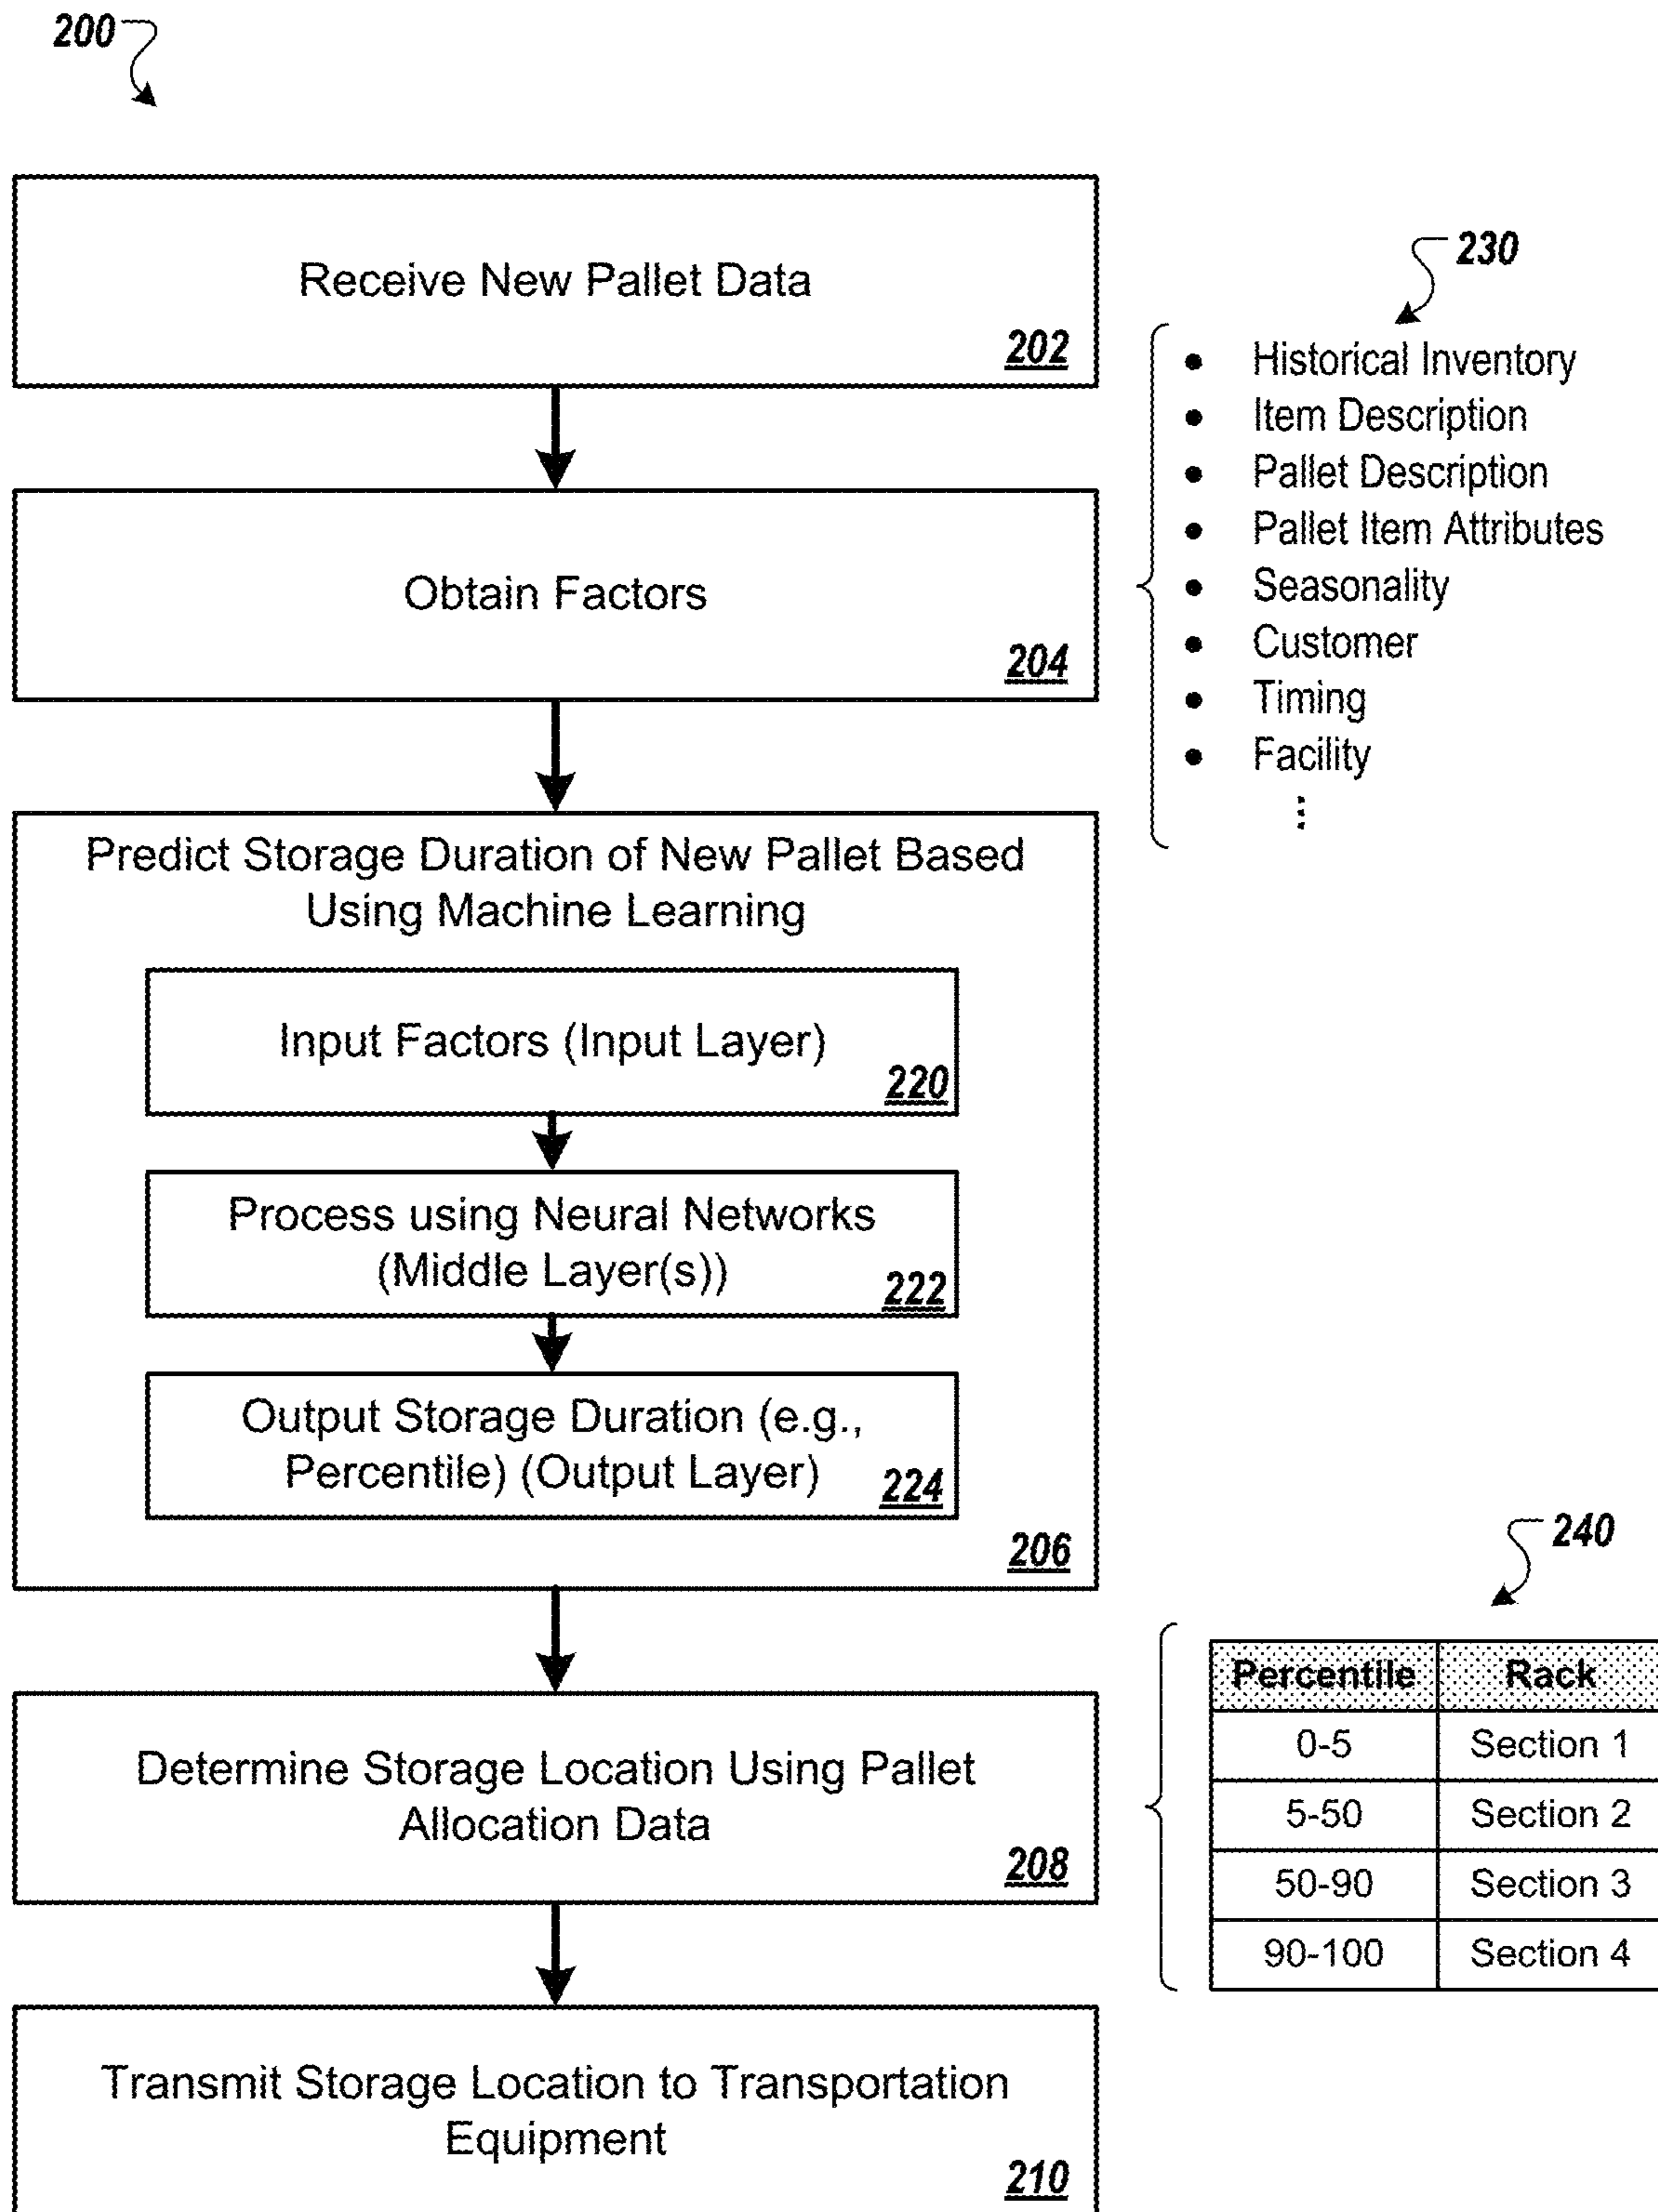 200
Receive New Pallet Data
202
230
• Historical Inventory
• Item Description
• Pallet Description
• Pallet Item Attributes
• Seasonality
• Customer
• Timing
• Facility
⋮
Obtain Factors
204
Predict Storage Duration of New Pallet Based
Using Machine Learning
Input Factors (Input Layer)
220
Process using Neural Networks
(Middle Layer(s))
222
Output Storage Duration (e.g.,
Percentile) (Output Layer)
224
206
240
Percentile Rack
0-5 Section 1
5-50 Section 2
50-90 Section 3
90-100 Section 4
Determine Storage Location Using Pallet
Allocation Data
208
Transmit Storage Location to Transportation
Equipment
210